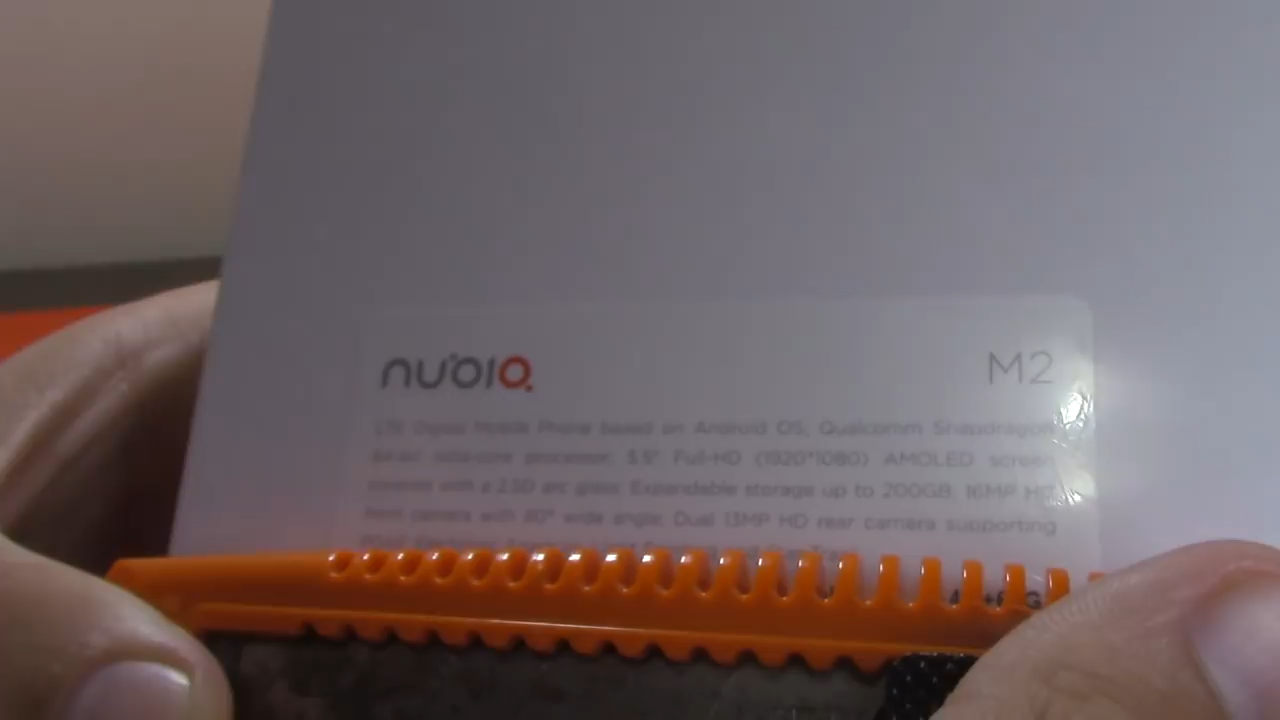 nubia
M2
LTE Digital Mobile Phone based on Android OS; Qualcomm Snapdragon
octa-core processor; 5.5" Full-HD (1920*1080) AMOLED screen
covered with a 2.5D arc glass; Expandable storage up to 200GB; 16MP HD
front camera with 80° wide angle; Dual 13MP HD rear camera supporting